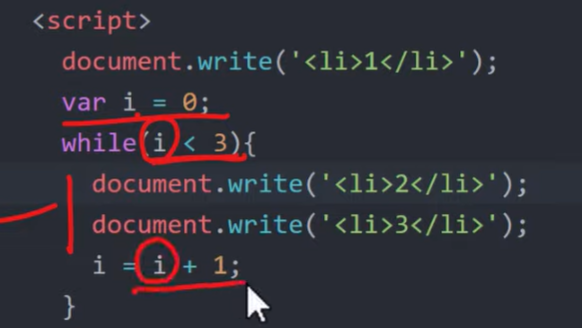 <script>
document.write('<li>1</li>');
var i = 0;
while(i < 3){
document.write('<li>2</li>');
document.write('<li>3</li>');
i = i + 1;
}